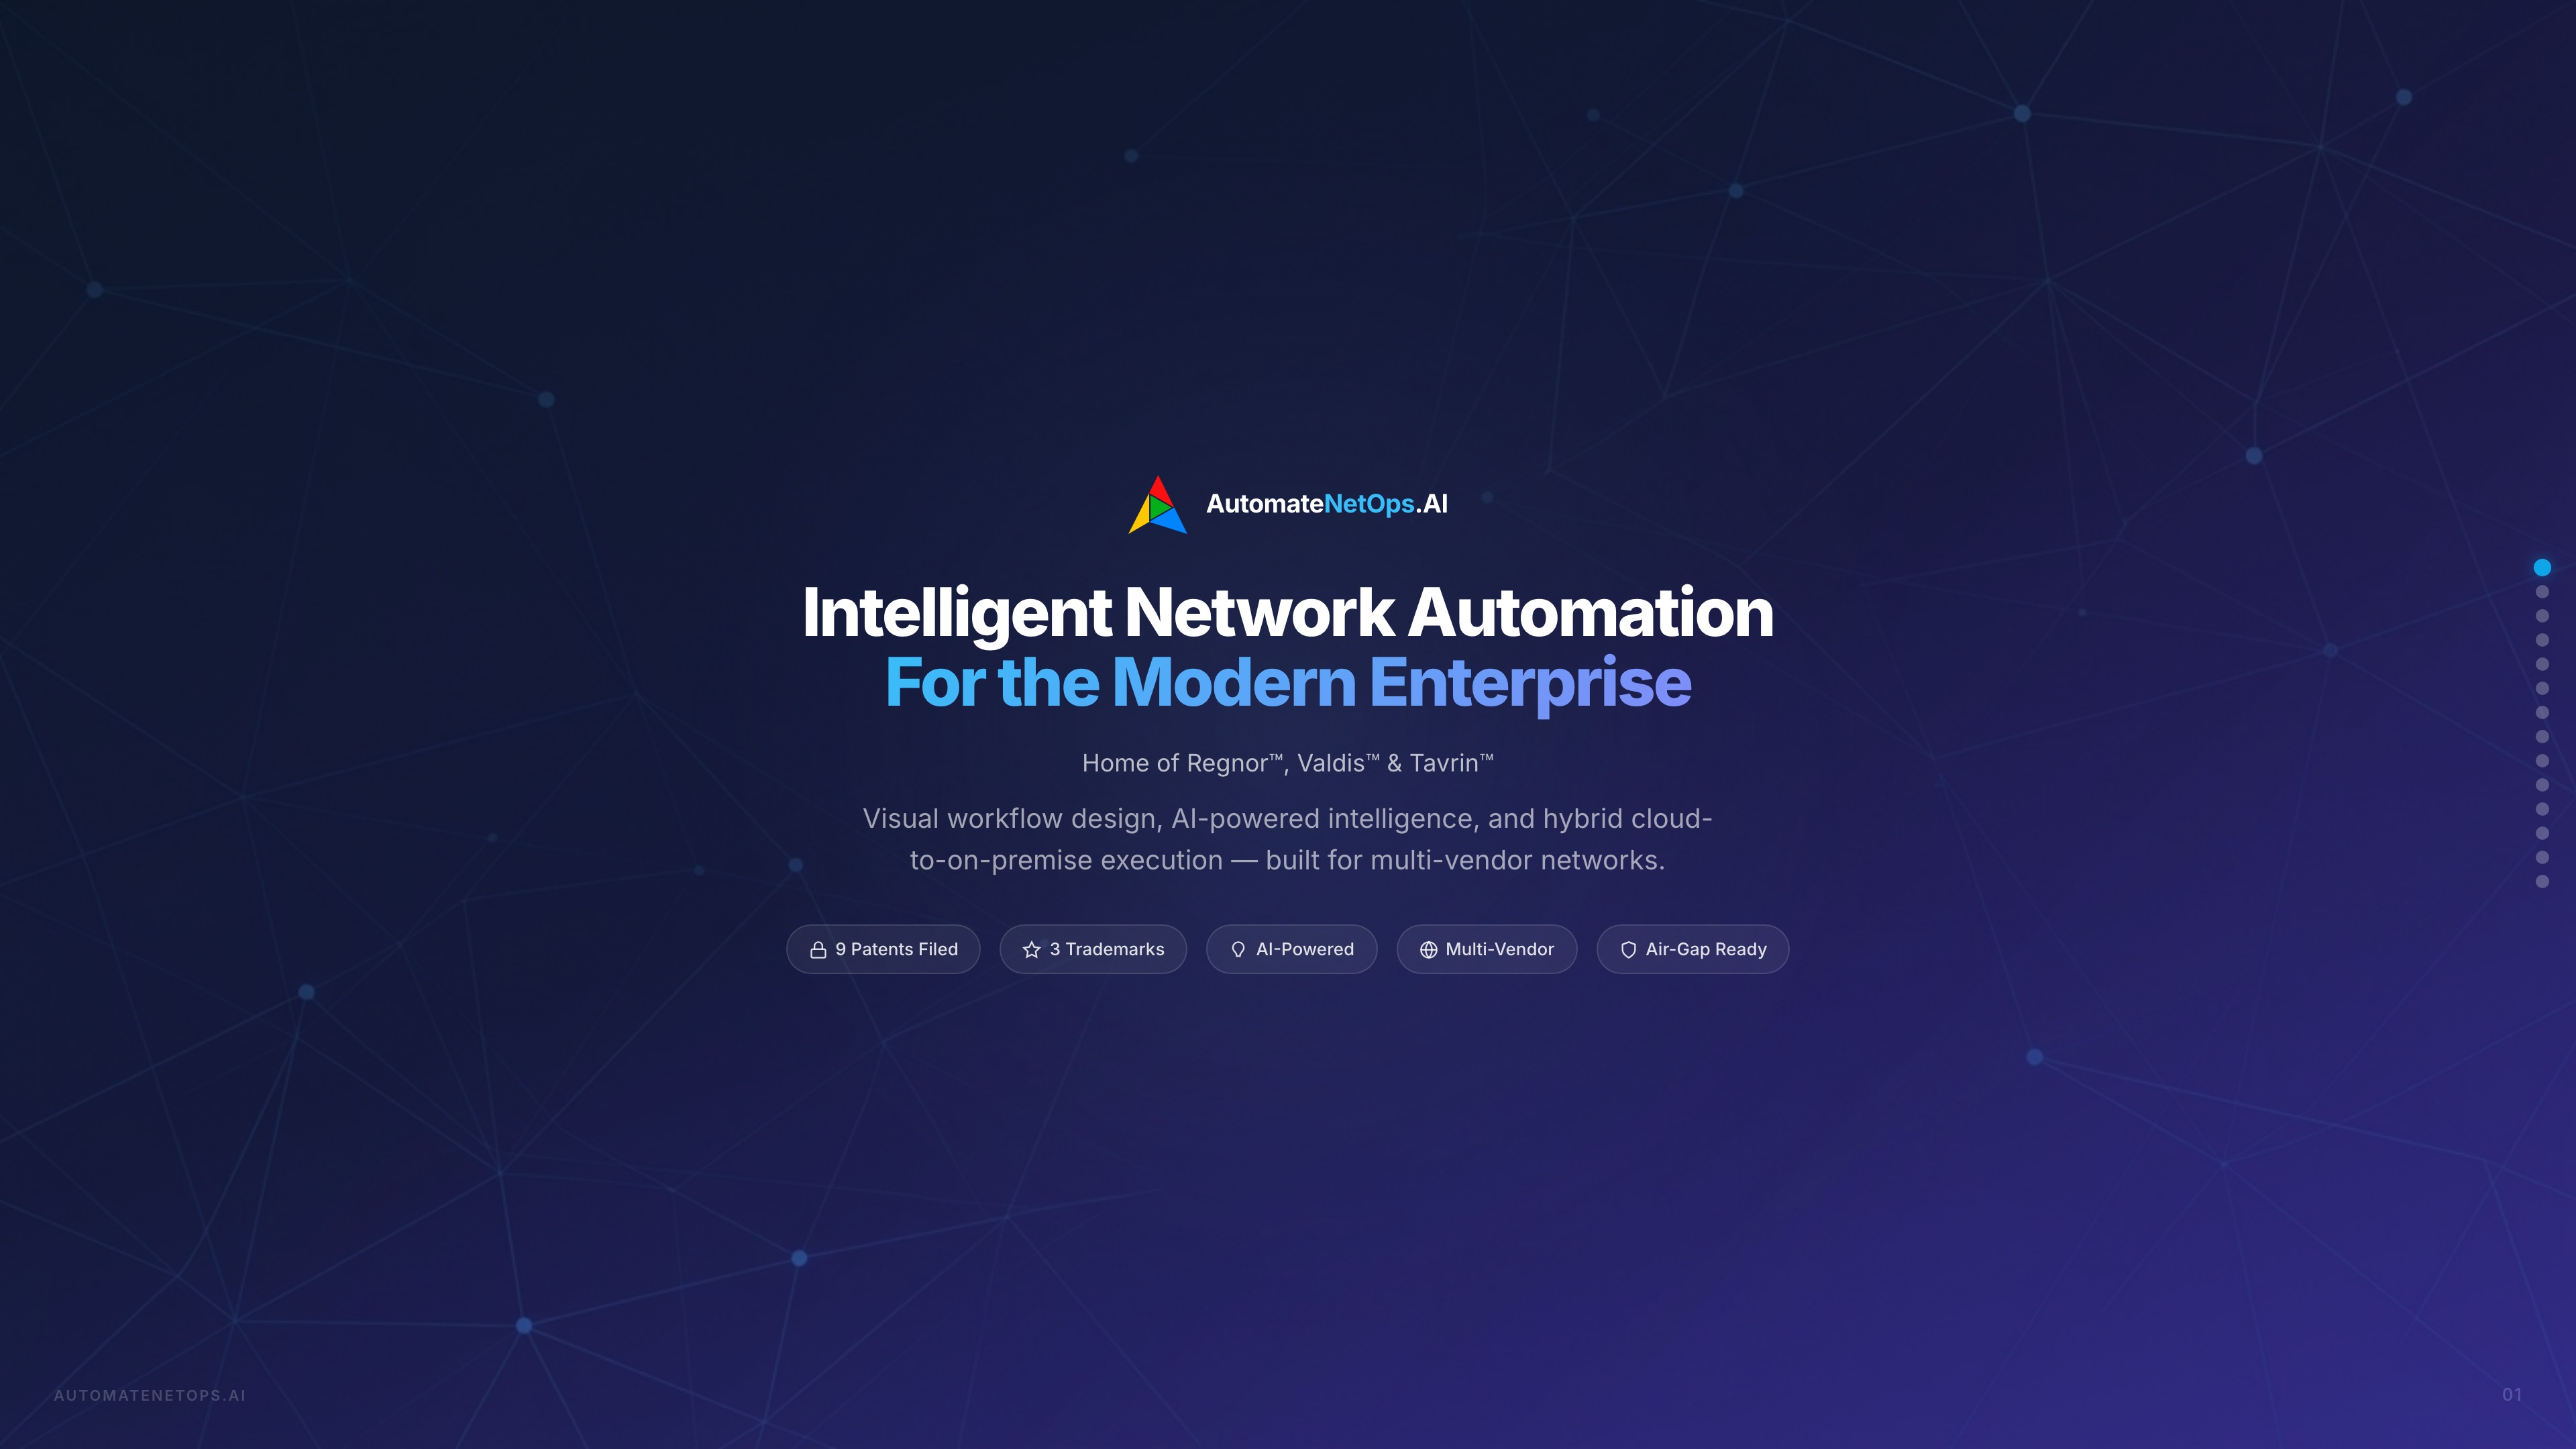 AutomateNetOps.AI
Intelligent Network Automation
For the Modern Enterprise
Home of Regnor™, Valdis™ & Tavrin™
Visual workflow design, AI-powered intelligence, and hybrid cloud-
to-on-premise execution — built for multi-vendor networks.
9 Patents Filed
3 Trademarks
AI-Powered
Multi-Vendor
Air-Gap Ready
AUTOMATENETOPS.AI
01